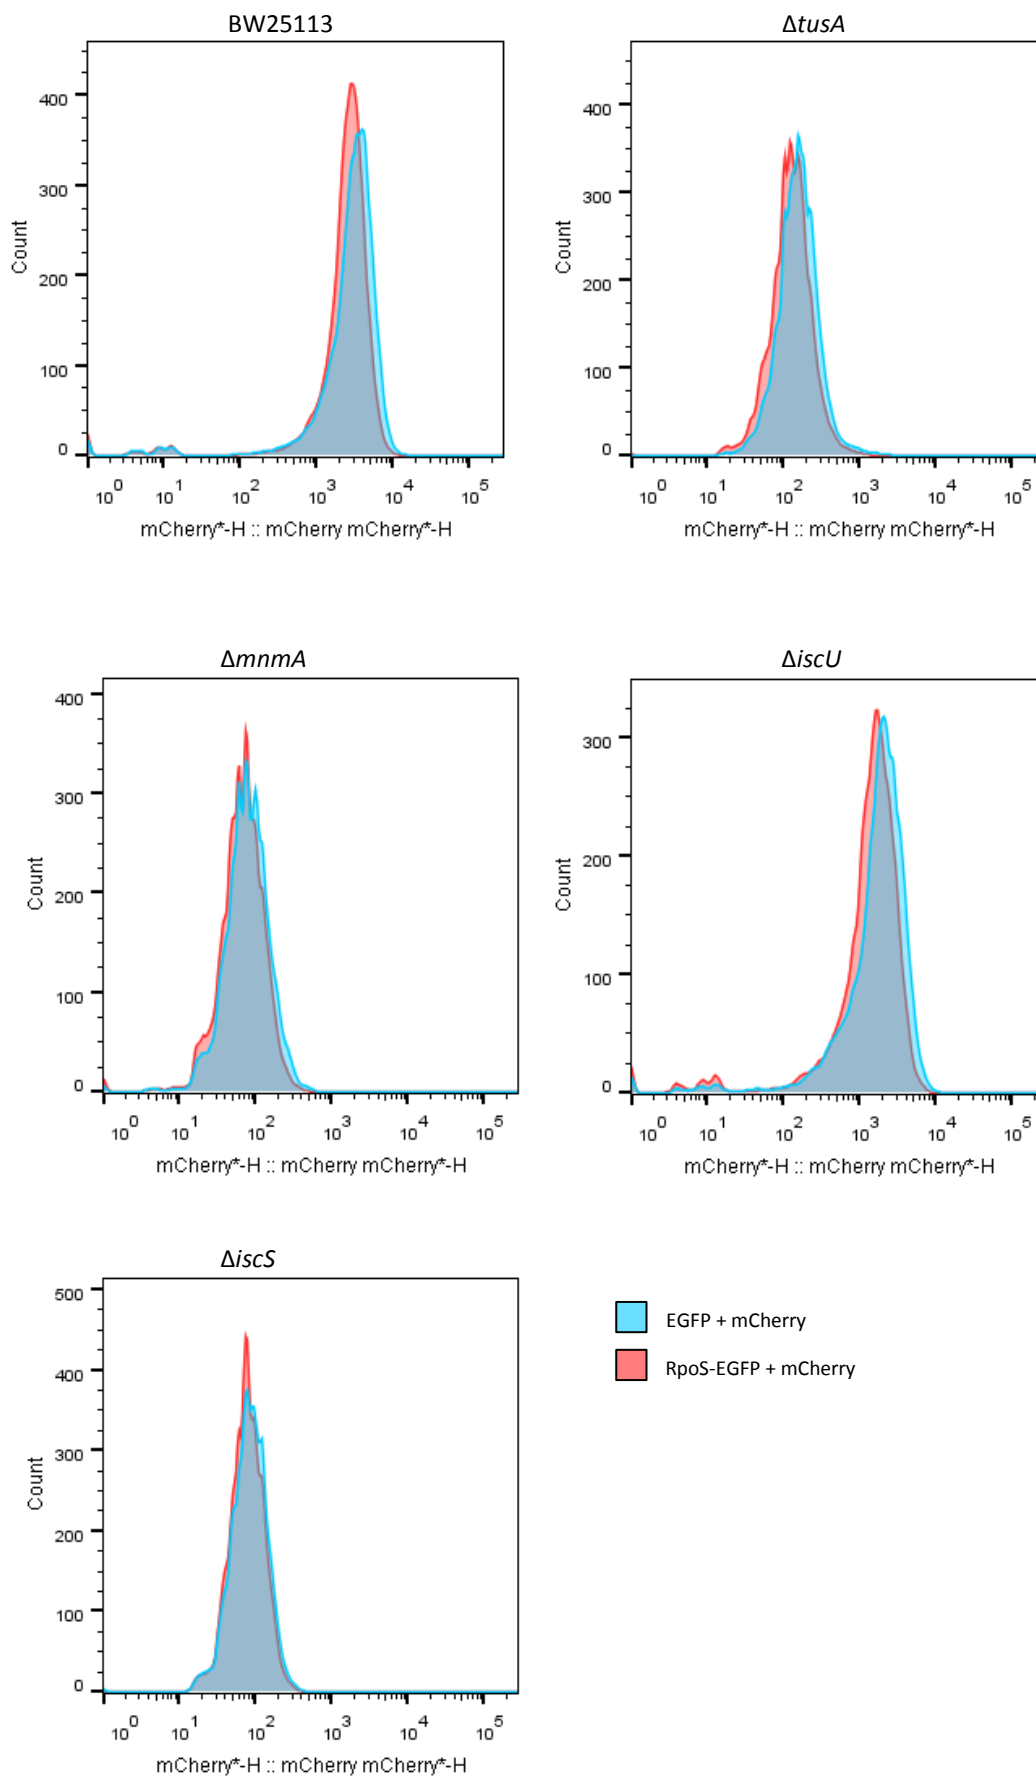 BW25113
400
300
200
100
0
Count
10^0 10^1 10^2 10^3 10^4 10^5
mCherry*-H :: mCherry mCherry*-H
ΔtusA
400
300
200
100
0
Count
10^0 10^1 10^2 10^3 10^4 10^5
mCherry*-H :: mCherry mCherry*-H
ΔmnmA
400
300
200
100
0
Count
10^0 10^1 10^2 10^3 10^4 10^5
mCherry*-H :: mCherry mCherry*-H
ΔiscU
300
200
100
0
Count
10^0 10^1 10^2 10^3 10^4 10^5
mCherry*-H :: mCherry mCherry*-H
ΔiscS
500
400
300
200
100
0
Count
10^0 10^1 10^2 10^3 10^4 10^5
mCherry*-H :: mCherry mCherry*-H
EGFP + mCherry
RpoS-EGFP + mCherry